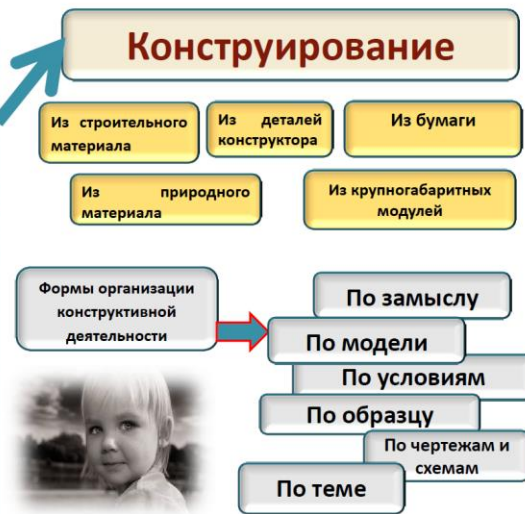 Конструирование
Из строительного
материала
Из деталей
конструктора
Из бумаги
Из природного
материала
Из крупногабаритных
модулей
Формы организации
конструктивной
деятельности
По замыслу
По модели
По условиям
По образцу
По чертежам и
схемам
По теме